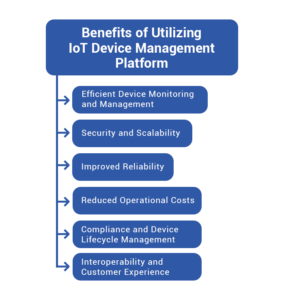 Benefits of Utilizing
IoT Device Management
Platform
Efficient Device Monitoring
and Management
Security and Scalability
Improved Reliability
Reduced Operational Costs
Compliance and Device
Lifecycle Management
Interoperability and
Customer Experience